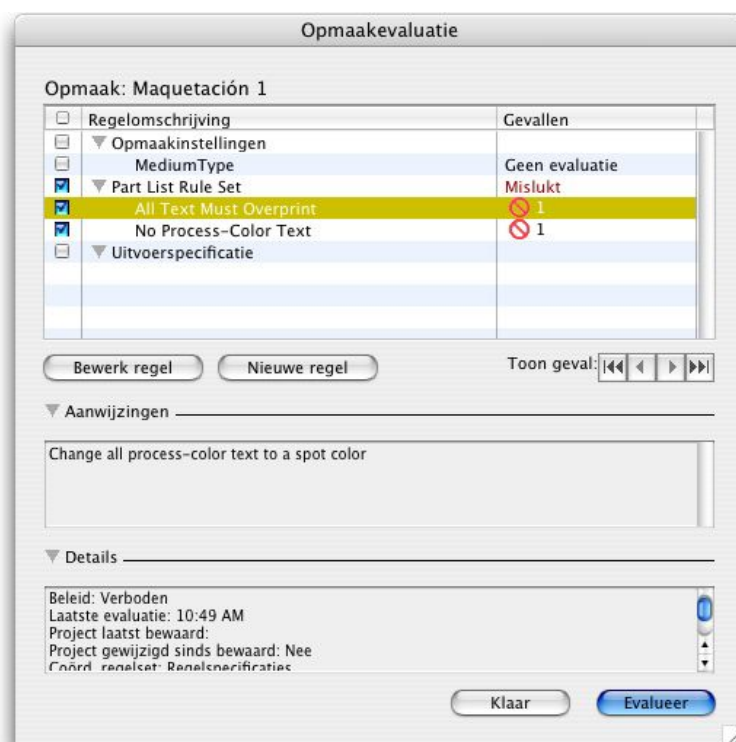 Opmaakevaluatie
Opmaak: Maquetación 1
Regelomschrijving Gevallen
Opmaakinstellingen
MediumType Geen evaluatie
Part List Rule Set Mislukt
All Text Must Overprint 1
No Process-Color Text 1
Uitvoerspecificatie
Bewerk regel Nieuwe regel Toon geval:
Aanwijzingen
Change all process-color text to a spot color
Details
Beleid: Verboden
Laatste evaluatie: 10:49 AM
Project laatst bewaard:
Project gewijzigd sinds bewaard: Nee
Coörd. regelset: Regelspecificaties
Klaar Evalueer